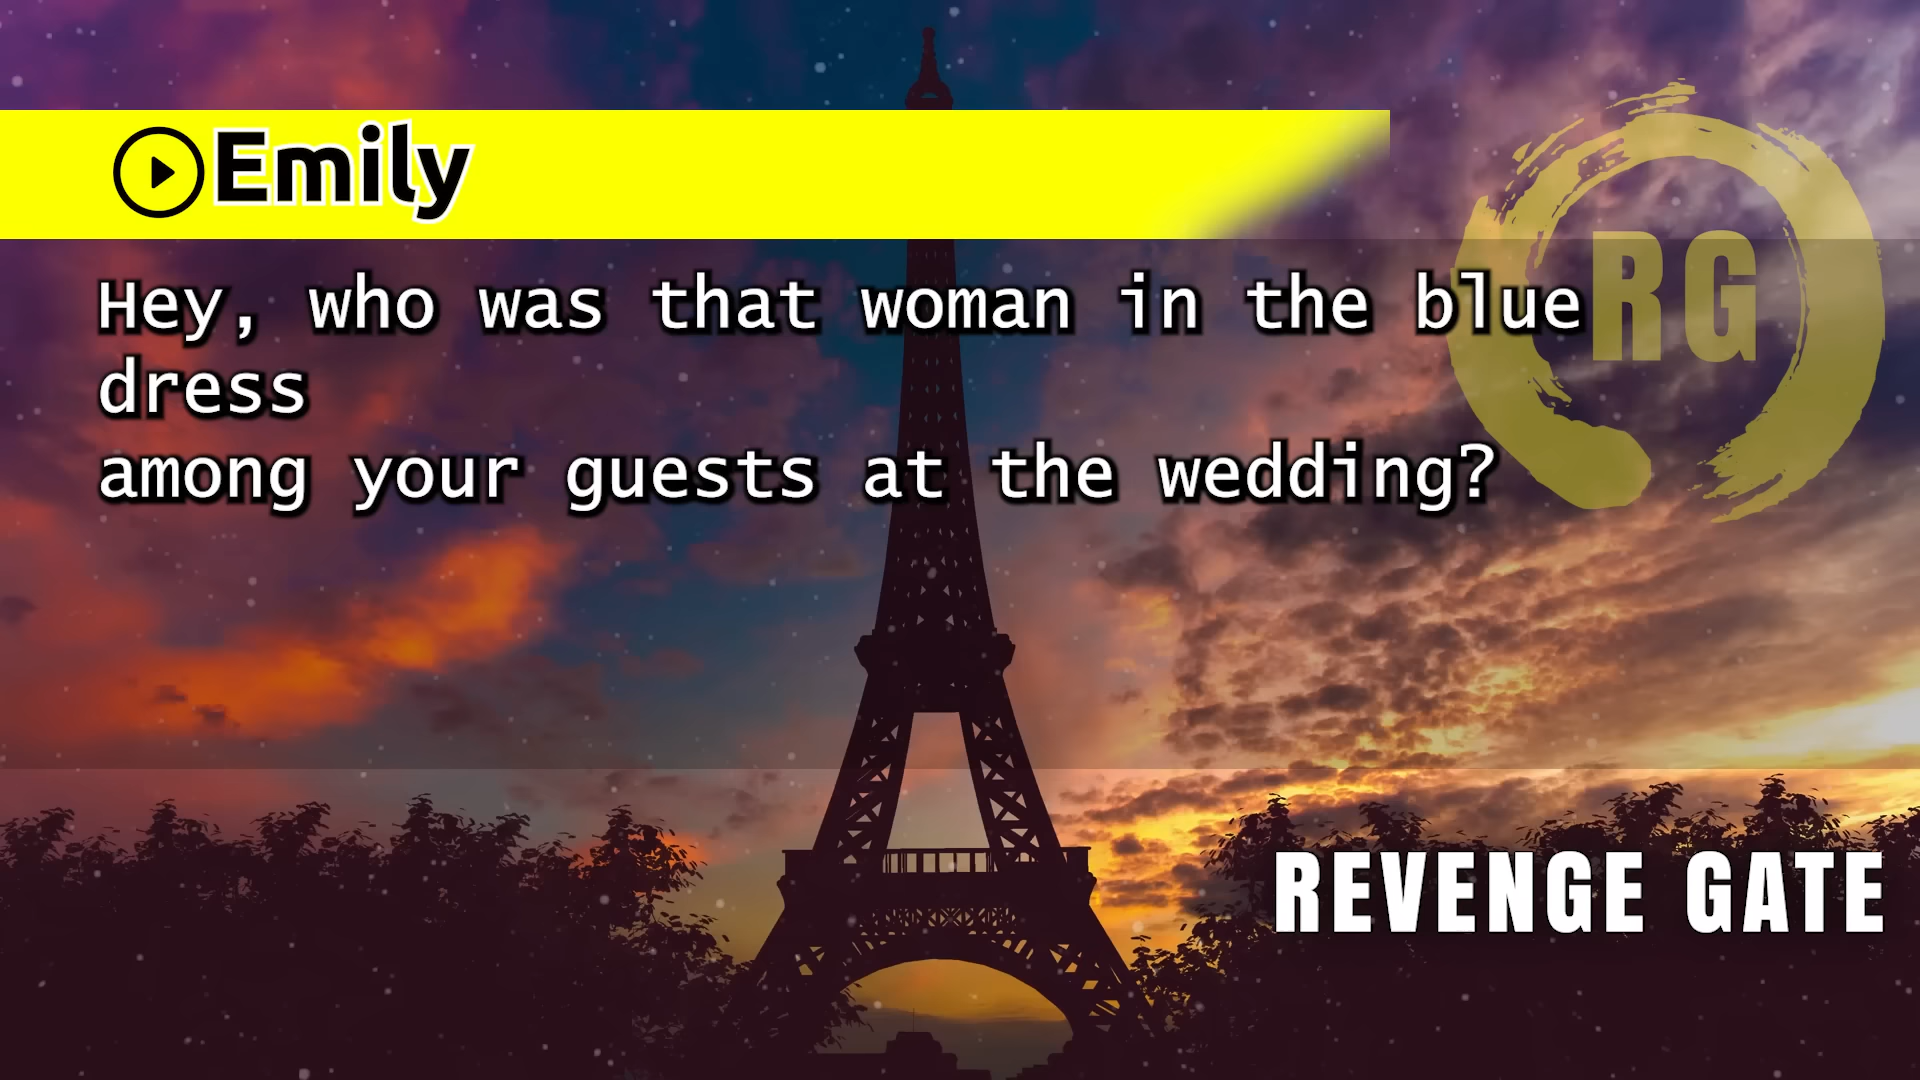 Emily
RG
Hey, who was that woman in the blue
dress
among your guests at the wedding?
REVENGE GATE